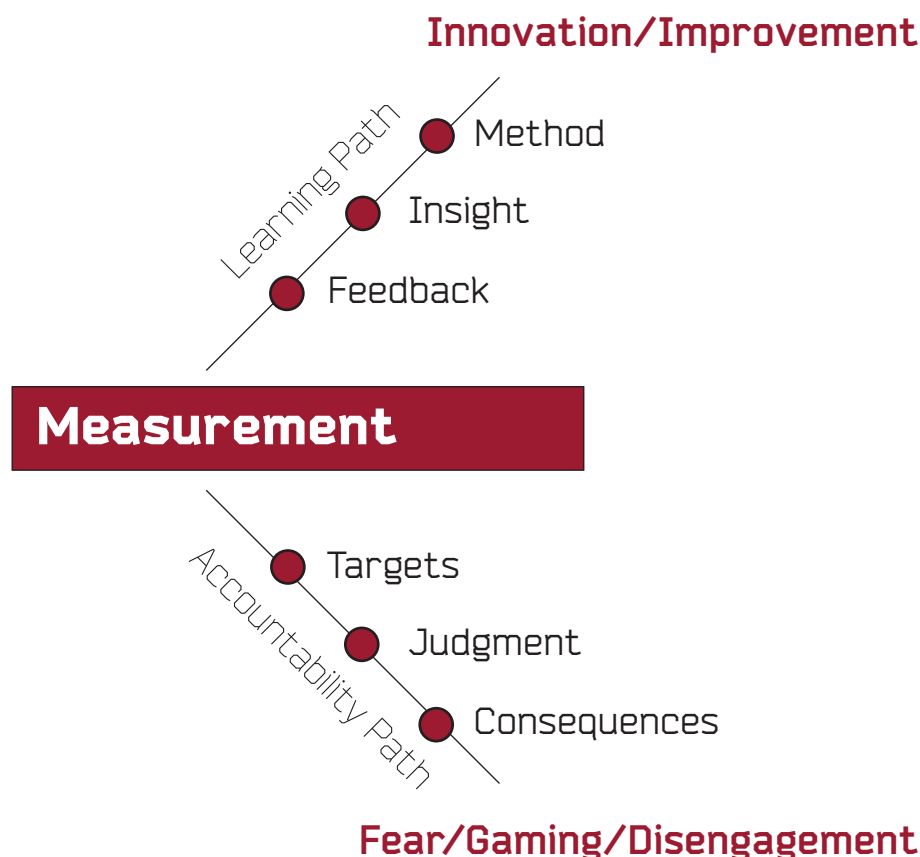 Innovation/Improvement
Learning Path
Method
Insight
Feedback
Measurement
Targets
Judgment
Consequences
Accountability Path
Fear/Gaming/Disengagement